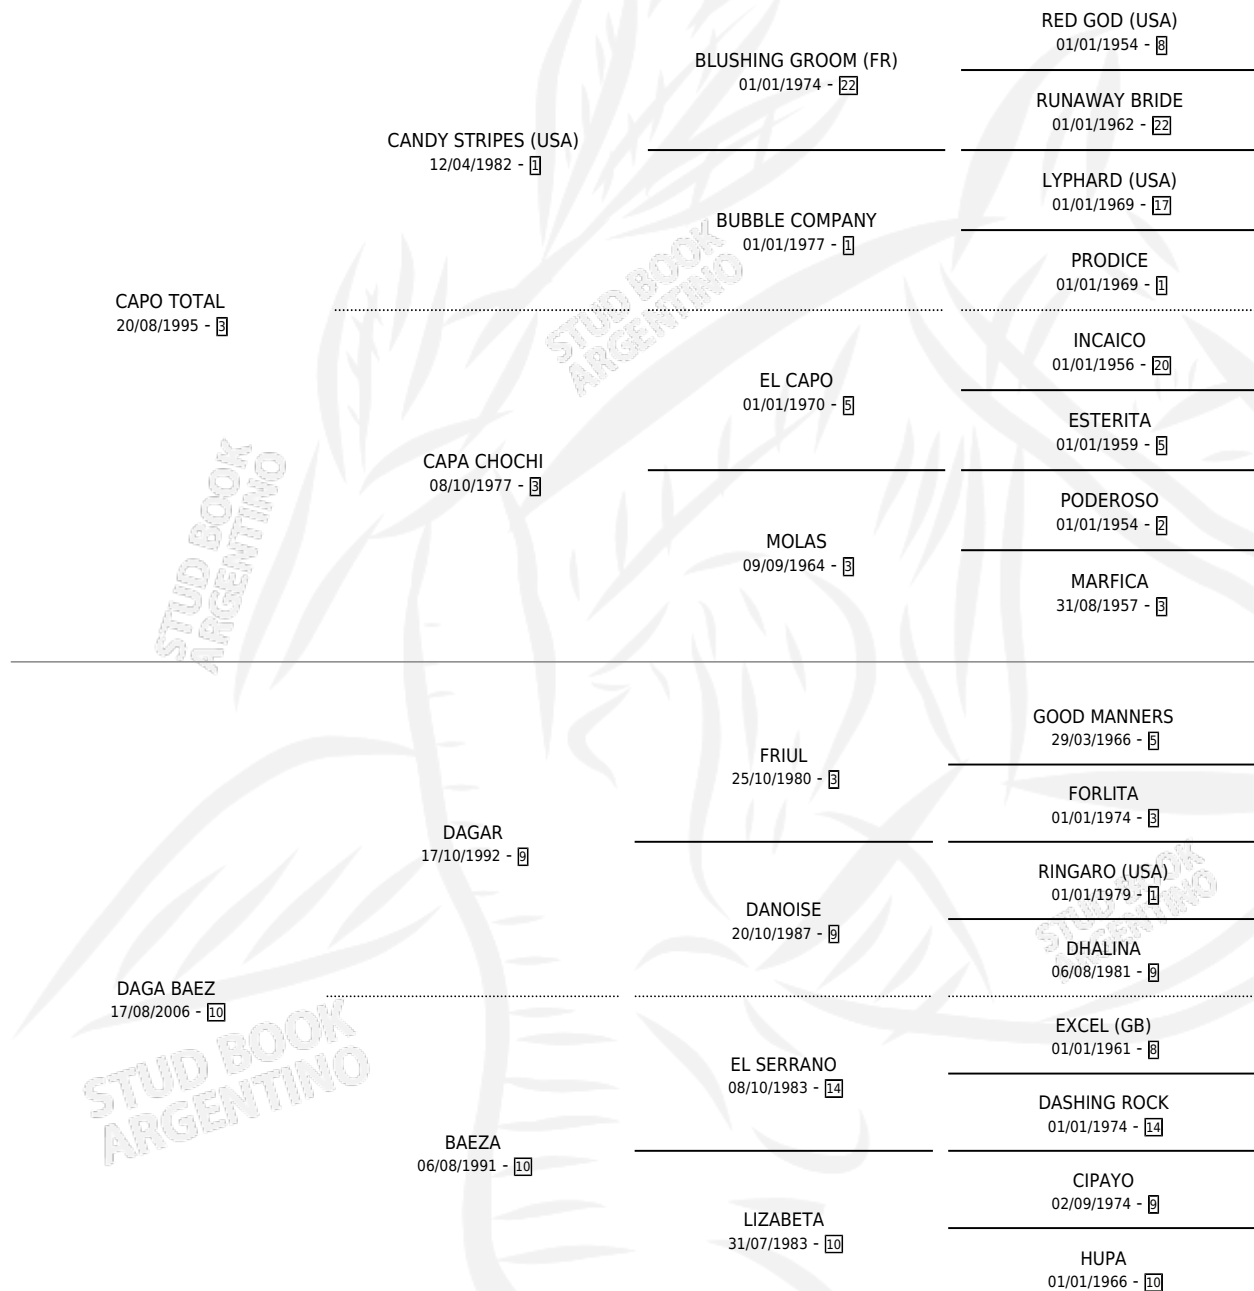 RED GOD (USA)
01/01/1954 - 8
BLUSHING GROOM (FR)
01/01/1974 - 22
RUNAWAY BRIDE
01/01/1962 - 22
CANDY STRIPES (USA)
12/04/1982 - 1
LYPHARD (USA)
01/01/1969 - 17
BUBBLE COMPANY
01/01/1977 - 1
PRODICE
01/01/1969 - 1
CAPO TOTAL
20/08/1995 - 3
INCAICO
01/01/1956 - 20
EL CAPO
01/01/1970 - 5
ESTERITA
01/01/1959 - 5
CAPA CHOCHI
08/10/1977 - 3
PODEROSO
01/01/1954 - 2
MOLAS
09/09/1964 - 3
MARFICA
31/08/1957 - 3
GOOD MANNERS
29/03/1966 - 5
FRIUL
25/10/1980 - 3
FORLITA
01/01/1974 - 3
DAGAR
17/10/1992 - 9
RINGARO (USA)
01/01/1979 - 1
DANOISE
20/10/1987 - 9
DHALINA
06/08/1981 - 9
DAGA BAEZ
17/08/2006 - 10
EXCEL (GB)
01/01/1961 - 8
EL SERRANO
08/10/1983 - 14
DASHING ROCK
01/01/1974 - 14
BAEZA
06/08/1991 - 10
CIPAYO
02/09/1974 - 9
LIZABETA
31/07/1983 - 10
HUPA
01/01/1966 - 10
STUD BOOK
ARGENTINO
STUD BOOK
ARGENTINO
STUD BOOK
ARGENTINO
STUD BOOK
ARGENTINO